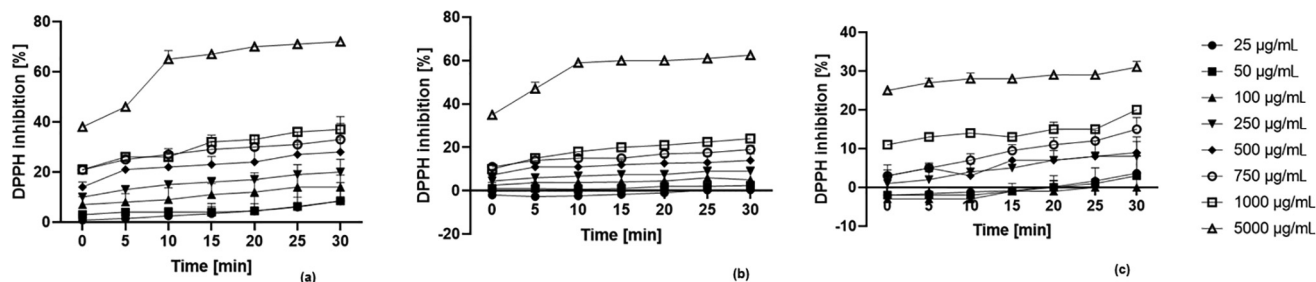 DPPH Inhibition [%]
80
60
40
20
0
0 5 10 15 20 25 30
Time [min]
(a)
DPPH Inhibition [%]
80
60
40
20
0
-20
0 5 10 15 20 25 30
Time [min]
(b)
DPPH Inhibition [%]
40
30
20
10
0
-10
0 5 10 15 20 25 30
Time [min]
(c)
25 µg/mL
50 µg/mL
100 µg/mL
250 µg/mL
500 µg/mL
750 µg/mL
1000 µg/mL
5000 µg/mL